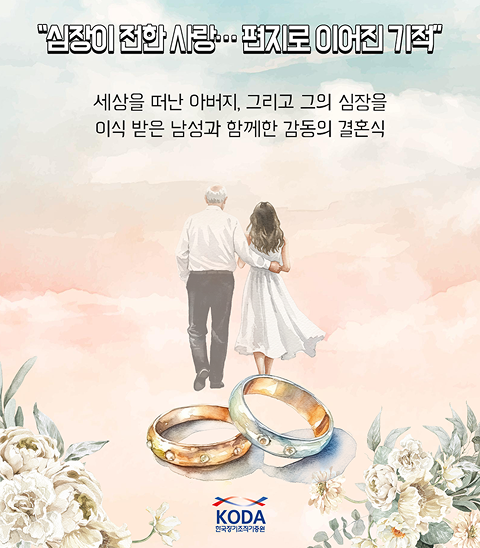 "심장이 전한 사랑… 편지로 이어진 기적"
세상을 떠난 아버지, 그리고 그의 심장을
이식 받은 남성과 함께한 감동의 결혼식
KODA
한국장기조직기증원